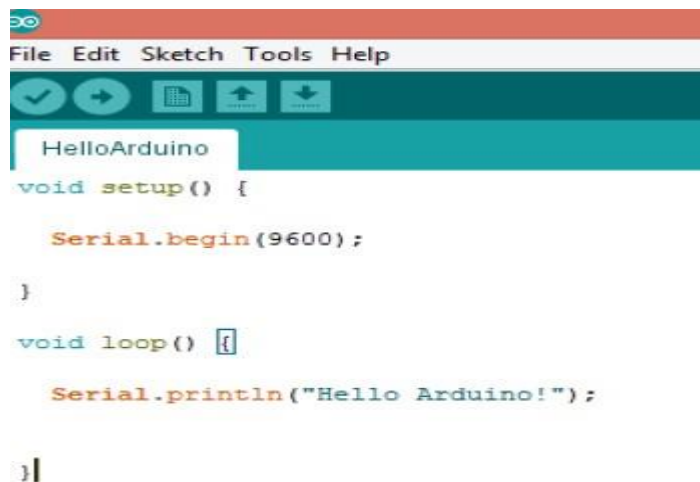 File Edit Sketch Tools Help
HelloArduino
void setup() {
Serial.begin(9600);
}
void loop() {
Serial.println("Hello Arduino!");
}